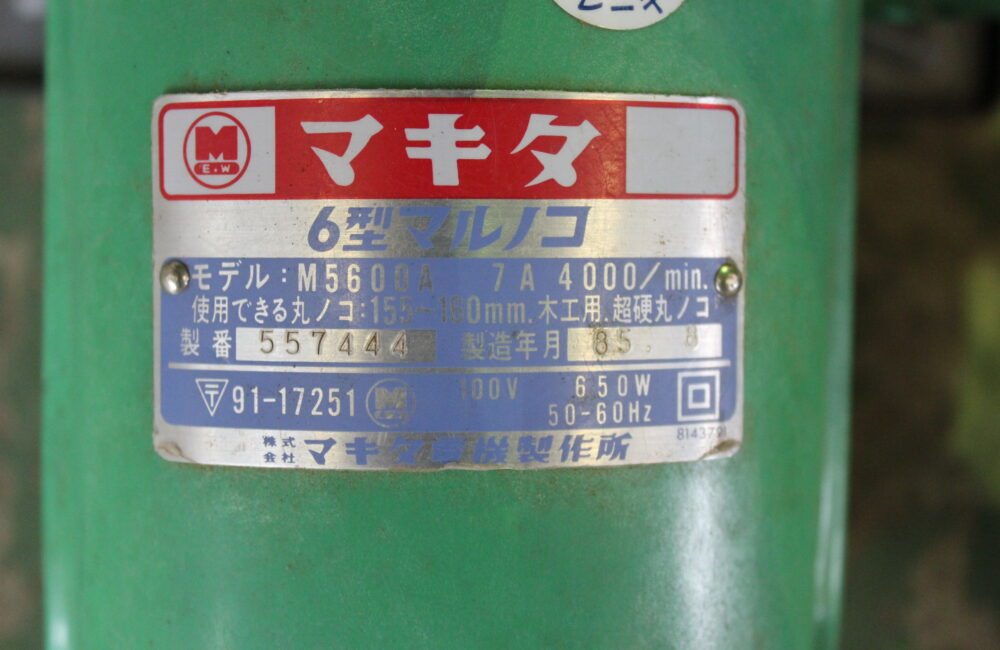 ビニス
M
E.W
マキタ
6型マルノコ
モデル:M5600A 7A 4000/min.
使用できる丸ノコ:155~160mm.木工用.超硬丸ノコ
製番 557444 製造年月 85. 8
〒 91-17251 M 100V 650W
50-60Hz
株式会社 マキタ電機製作所